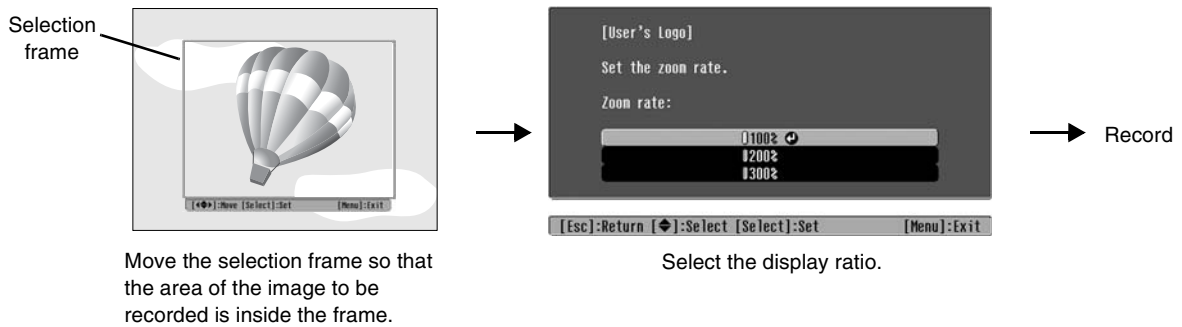 Selection
frame
[User's Logo]
Set the zoom rate.
Zoom rate:
100%
200%
300%
Record
[◄◆►]:Move [Select]:Set [Menu]:Exit
[Esc]:Return [◆]:Select [Select]:Set [Menu]:Exit
Move the selection frame so that
the area of the image to be
recorded is inside the frame.
Select the display ratio.